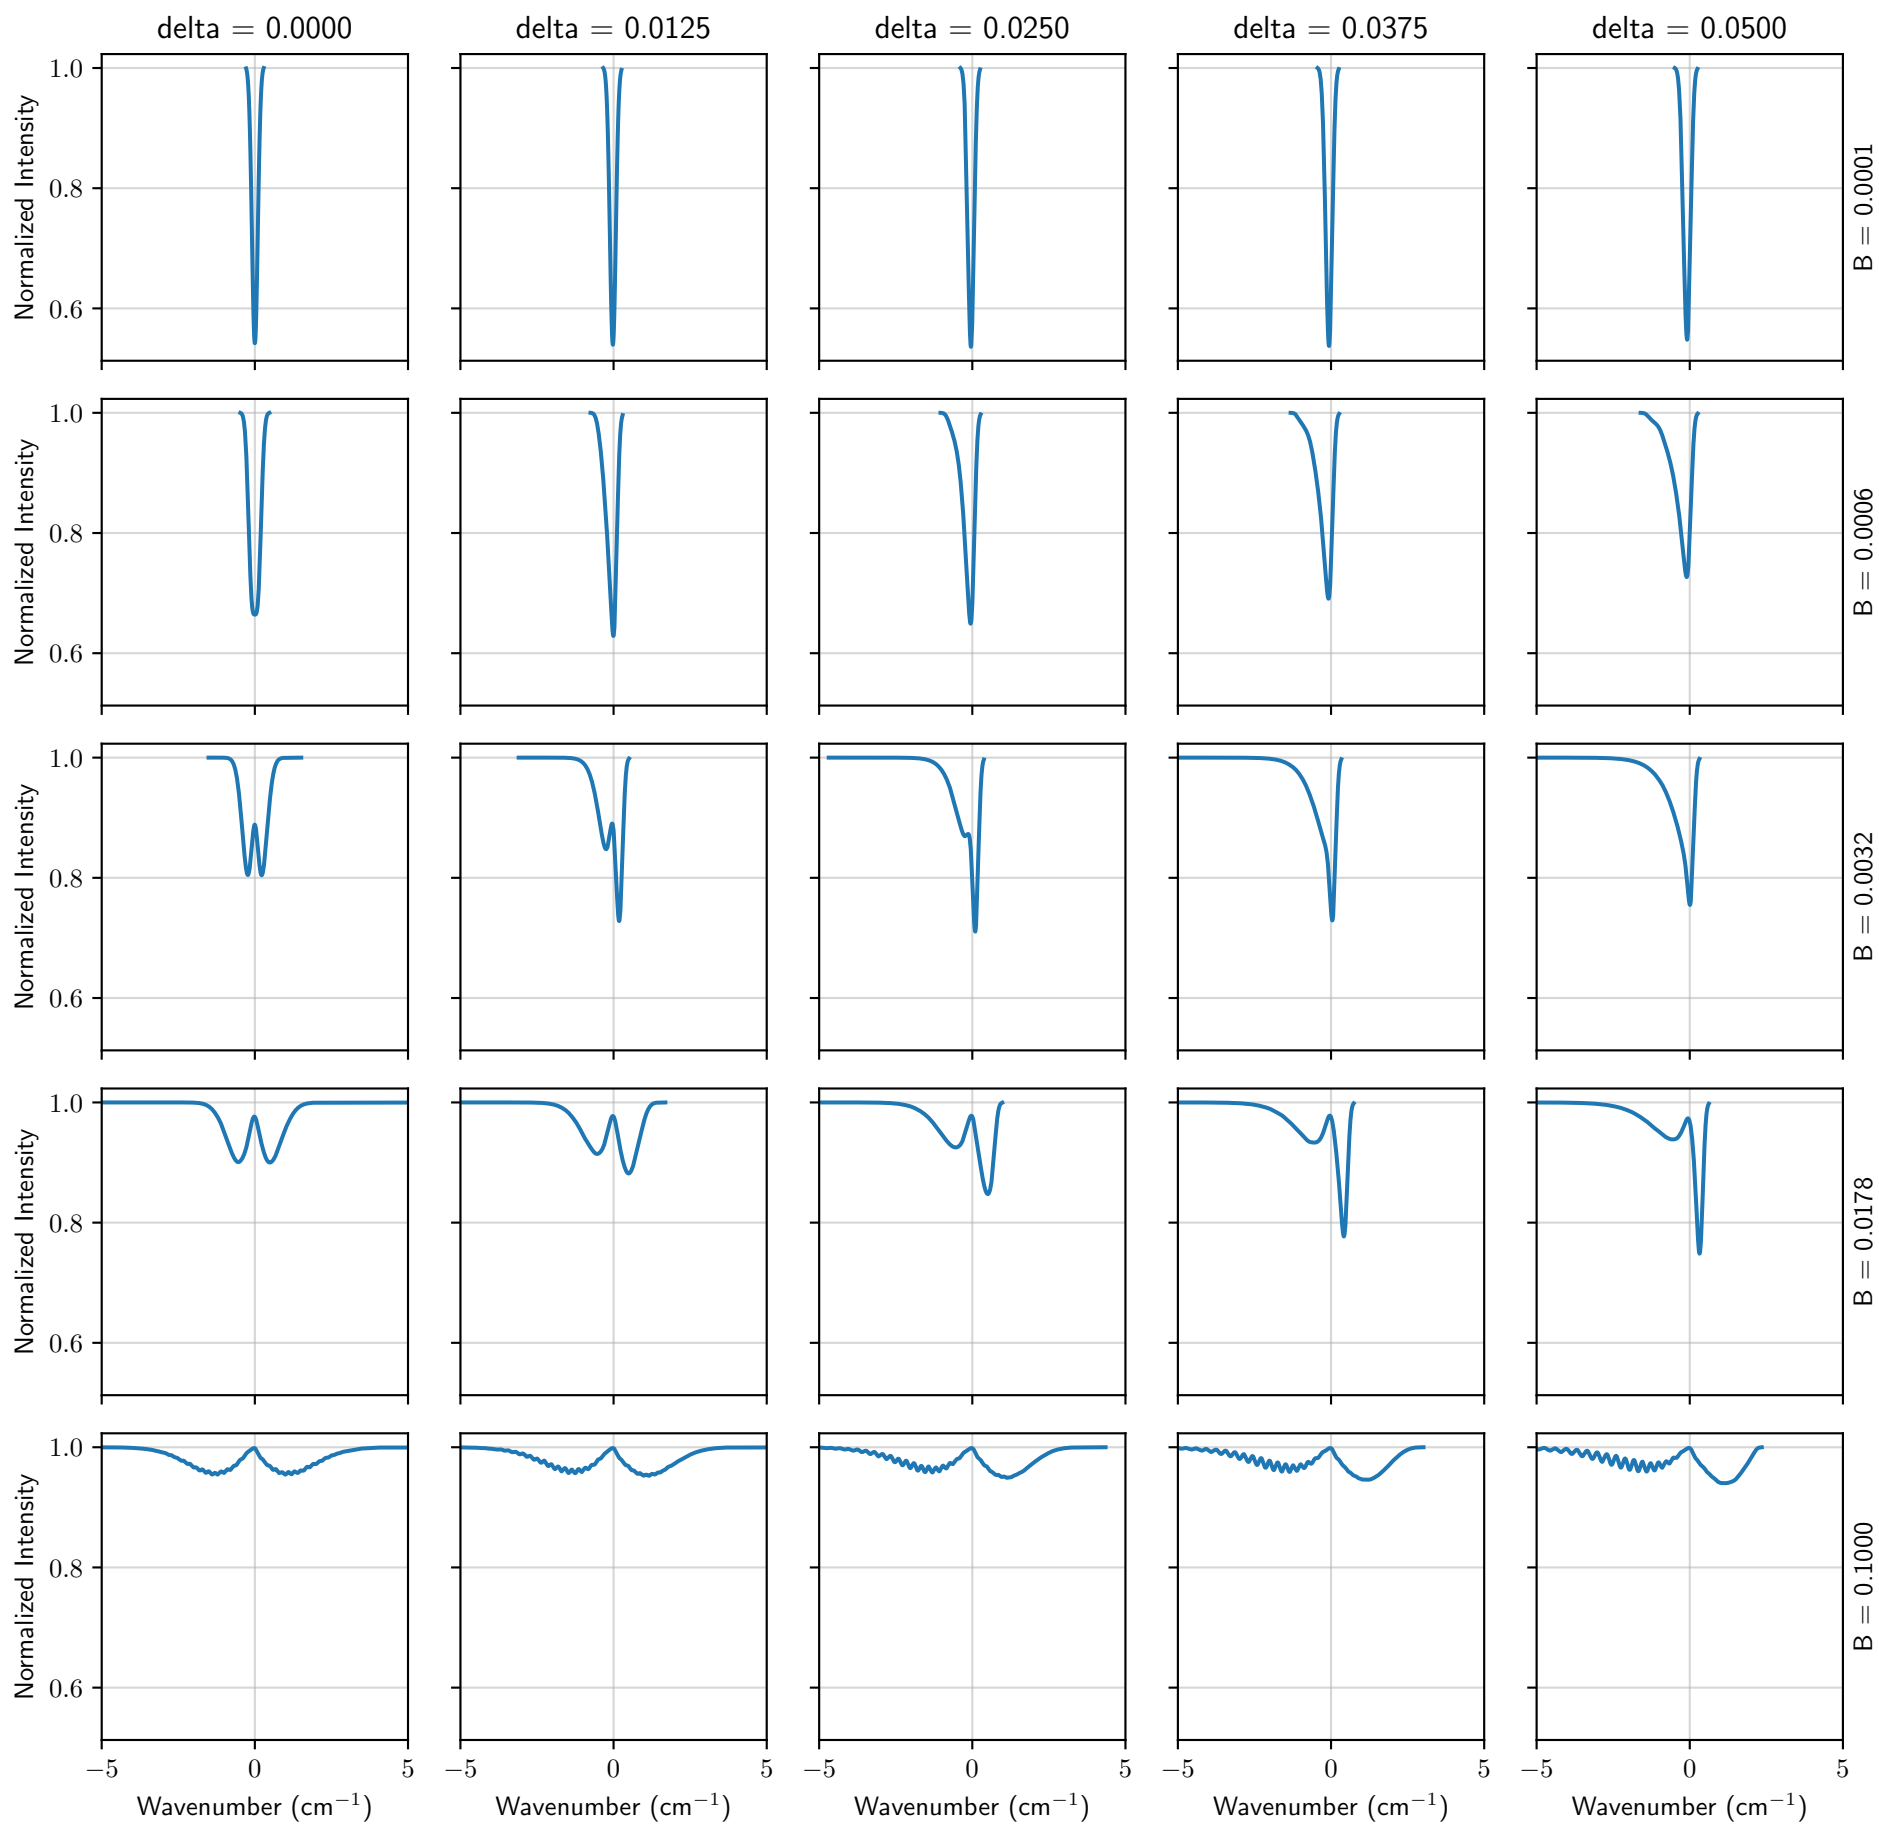 delta = 0.0000 delta = 0.0125 delta = 0.0250 delta = 0.0375 delta = 0.0500
1.0
0.8
0.6
Normalized Intensity
B = 0.0001
1.0
0.8
0.6
Normalized Intensity
B = 0.0006
1.0
0.8
0.6
Normalized Intensity
B = 0.0032
1.0
0.8
0.6
Normalized Intensity
B = 0.0178
1.0
0.8
0.6
Normalized Intensity
B = 0.1000
−5 0 5 −5 0 5 −5 0 5 −5 0 5 −5 0 5
Wavenumber (cm⁻¹) Wavenumber (cm⁻¹) Wavenumber (cm⁻¹) Wavenumber (cm⁻¹) Wavenumber (cm⁻¹)